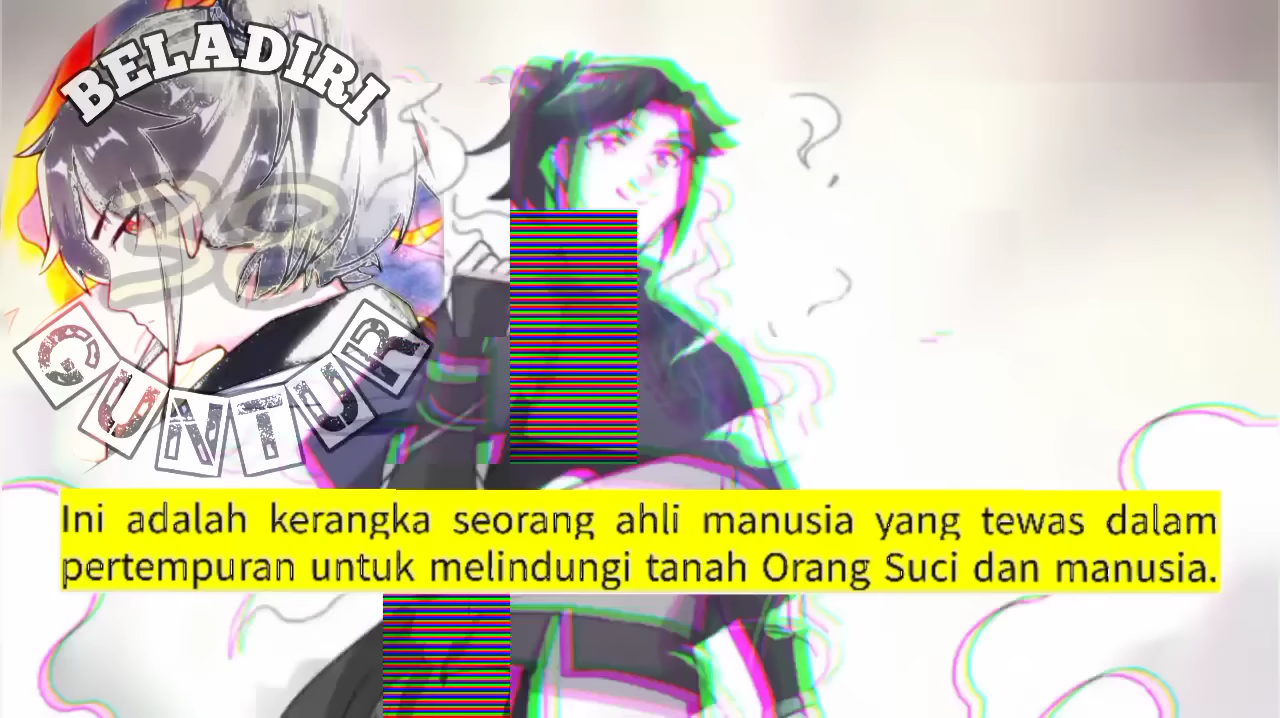 BELADIRI
38
GUNTUR
Ini adalah kerangka seorang ahli manusia yang tewas dalam
pertempuran untuk melindungi tanah Orang Suci dan manusia.